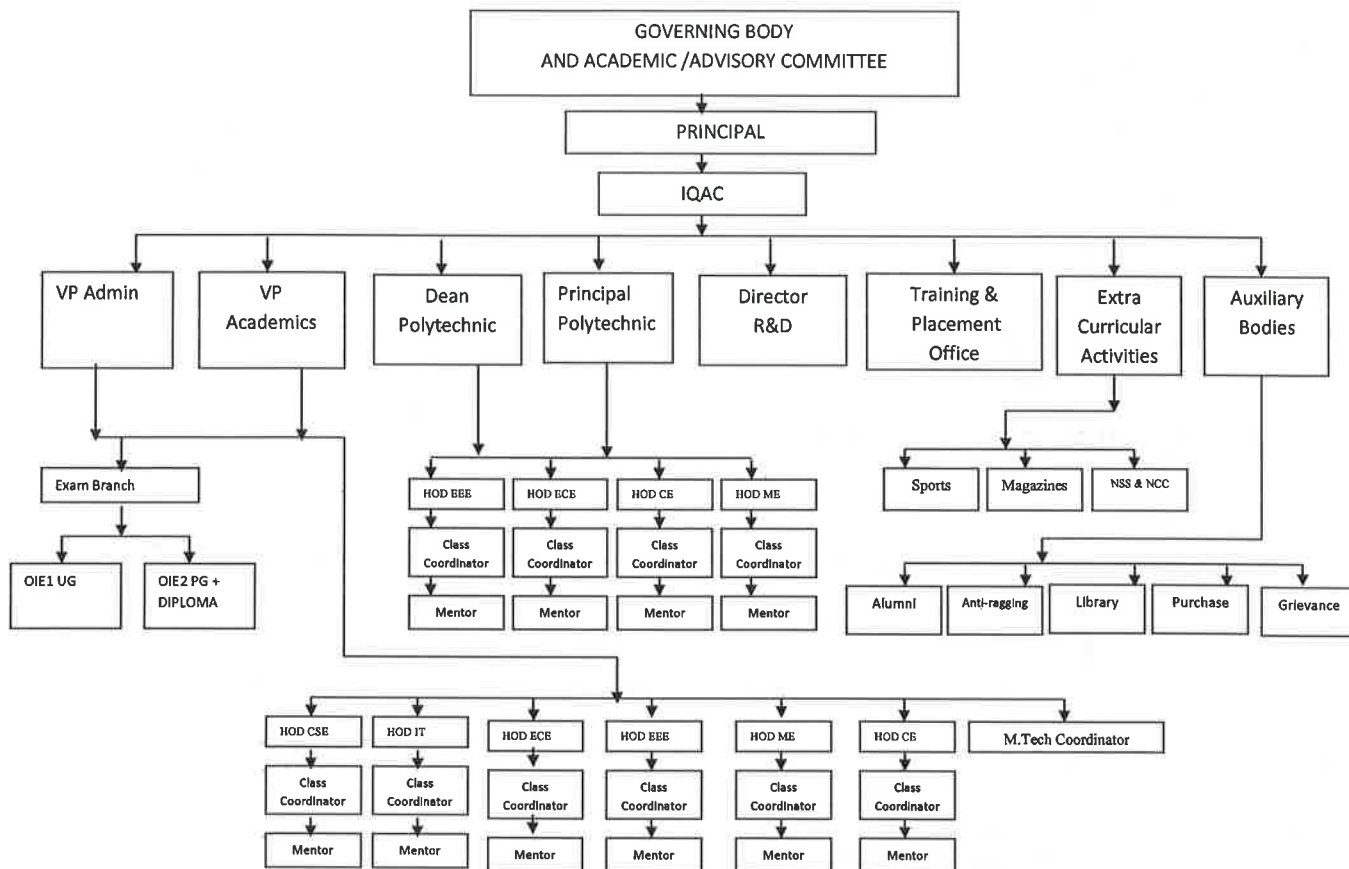 GOVERNING BODY
AND ACADEMIC /ADVISORY COMMITTEE
PRINCIPAL
IQAC
VP Admin
VP
Academics
Dean
Polytechnic
Principal
Polytechnic
Director
R&D
Training &
Placement
Office
Extra
Curricular
Activities
Auxiliary
Bodies
Exam Branch
OIE1 UG
OIE2 PG +
DIPLOMA
HOD EEE
HOD ECE
HOD CE
HOD ME
Class
Coordinator
Class
Coordinator
Class
Coordinator
Class
Coordinator
Mentor
Mentor
Mentor
Mentor
Sports
Magazines
NSS & NCC
Alumni
Anti-ragging
Library
Purchase
Grievance
HOD CSE
HOD IT
HOD ECE
HOD EEE
HOD ME
HOD CE
M.Tech Coordinator
Class
Coordinator
Class
Coordinator
Class
Coordinator
Class
Coordinator
Class
Coordinator
Class
Coordinator
Mentor
Mentor
Mentor
Mentor
Mentor
Mentor